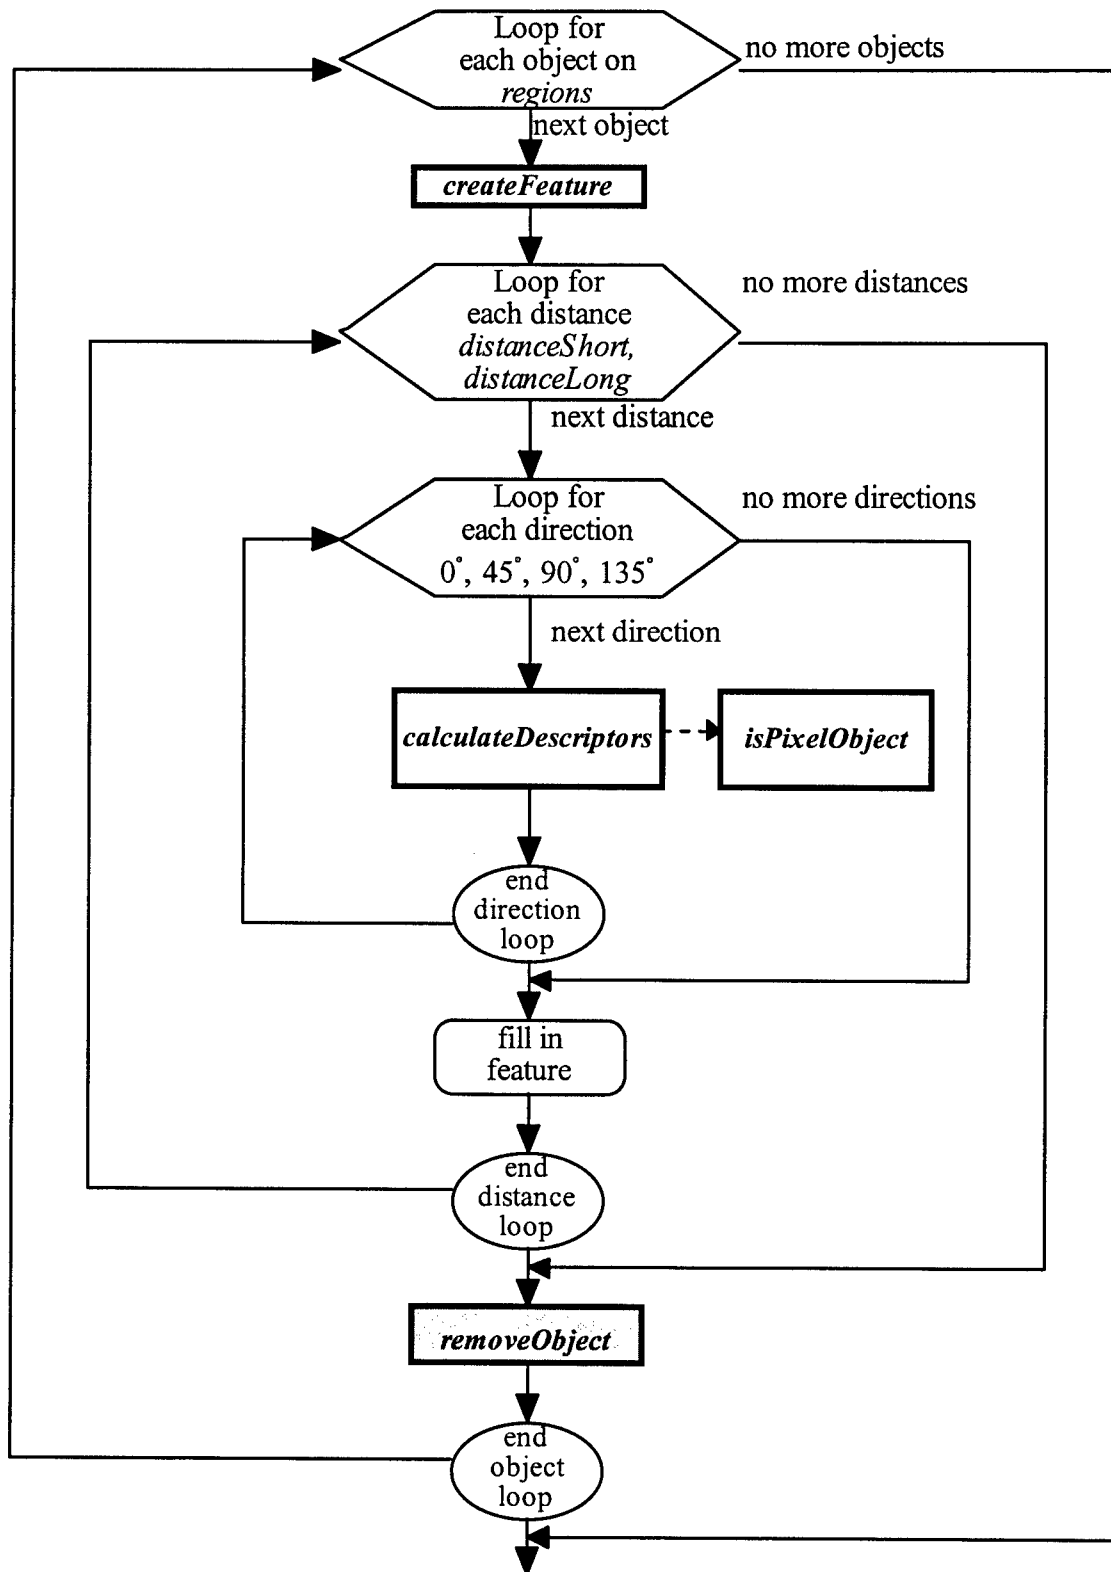 Loop for
each object on
regions
no more objects
next object
createFeature
Loop for
each distance
distanceShort,
distanceLong
no more distances
next distance
Loop for
each direction
0°, 45°, 90°, 135°
no more directions
next direction
calculateDescriptors
isPixelObject
end
direction
loop
fill in
feature
end
distance
loop
removeObject
end
object
loop